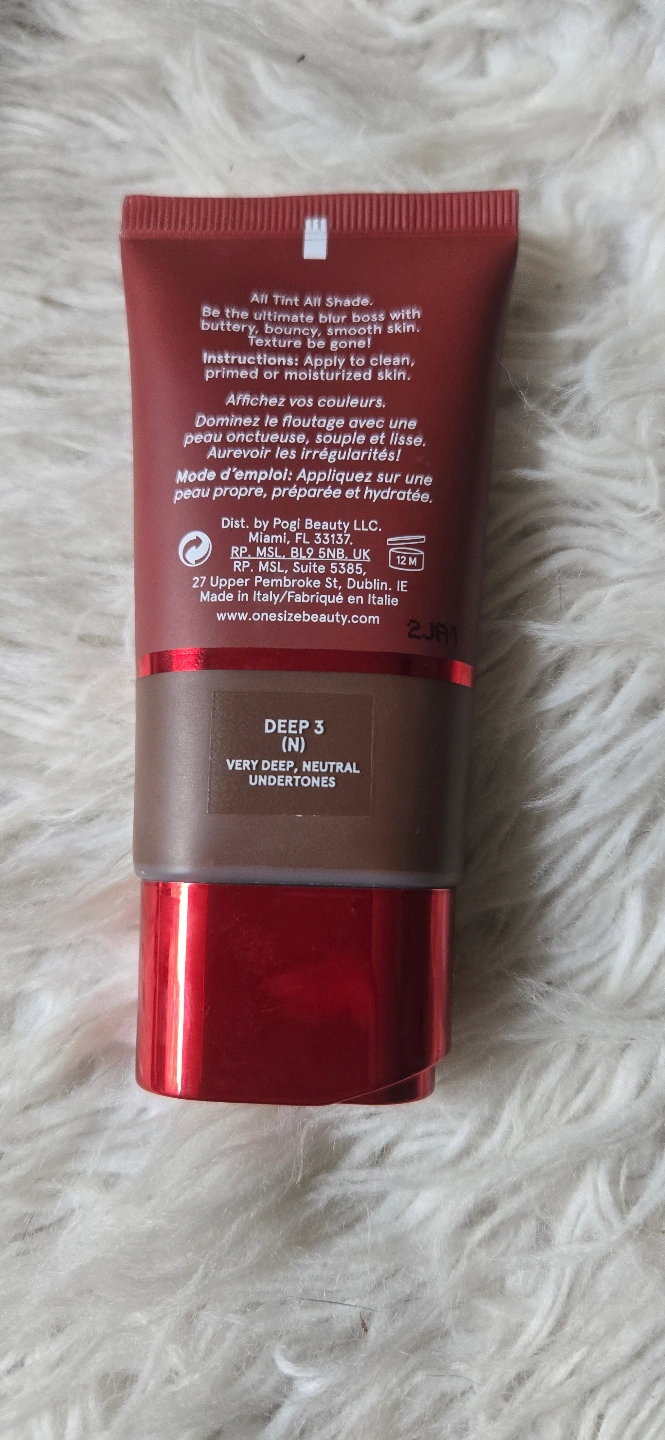 All Tint All Shade.
Be the ultimate blur boss with
buttery, bouncy, smooth skin.
Texture be gone!
Instructions: Apply to clean,
primed or moisturized skin.
Affichez vos couleurs.
Dominez le floutage avec une
peau onctueuse, souple et lisse.
Aurevoir les irrégularités!
Mode d'emploi: Appliquez sur une
peau propre, préparée et hydratée.
Dist. by Pogi Beauty LLC.
Miami, FL 33137.
RP. MSL, BL9 5NB. UK
RP. MSL, Suite 5385,
27 Upper Pembroke St, Dublin. IE
Made in Italy/Fabriqué en Italie
www.onesizebeauty.com
12 M
DEEP 3
(N)
VERY DEEP, NEUTRAL
UNDERTONES